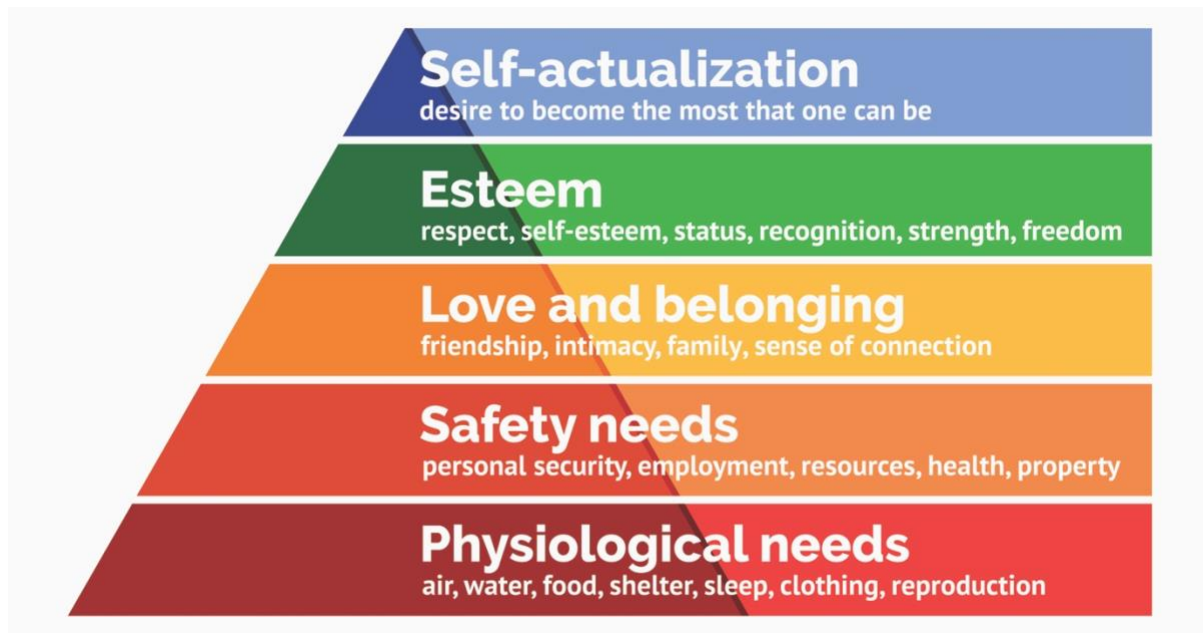 Self-actualization
desire to become the most that one can be
Esteem
respect, self-esteem, status, recognition, strength, freedom
Love and belonging
friendship, intimacy, family, sense of connection
Safety needs
personal security, employment, resources, health, property
Physiological needs
air, water, food, shelter, sleep, clothing, reproduction